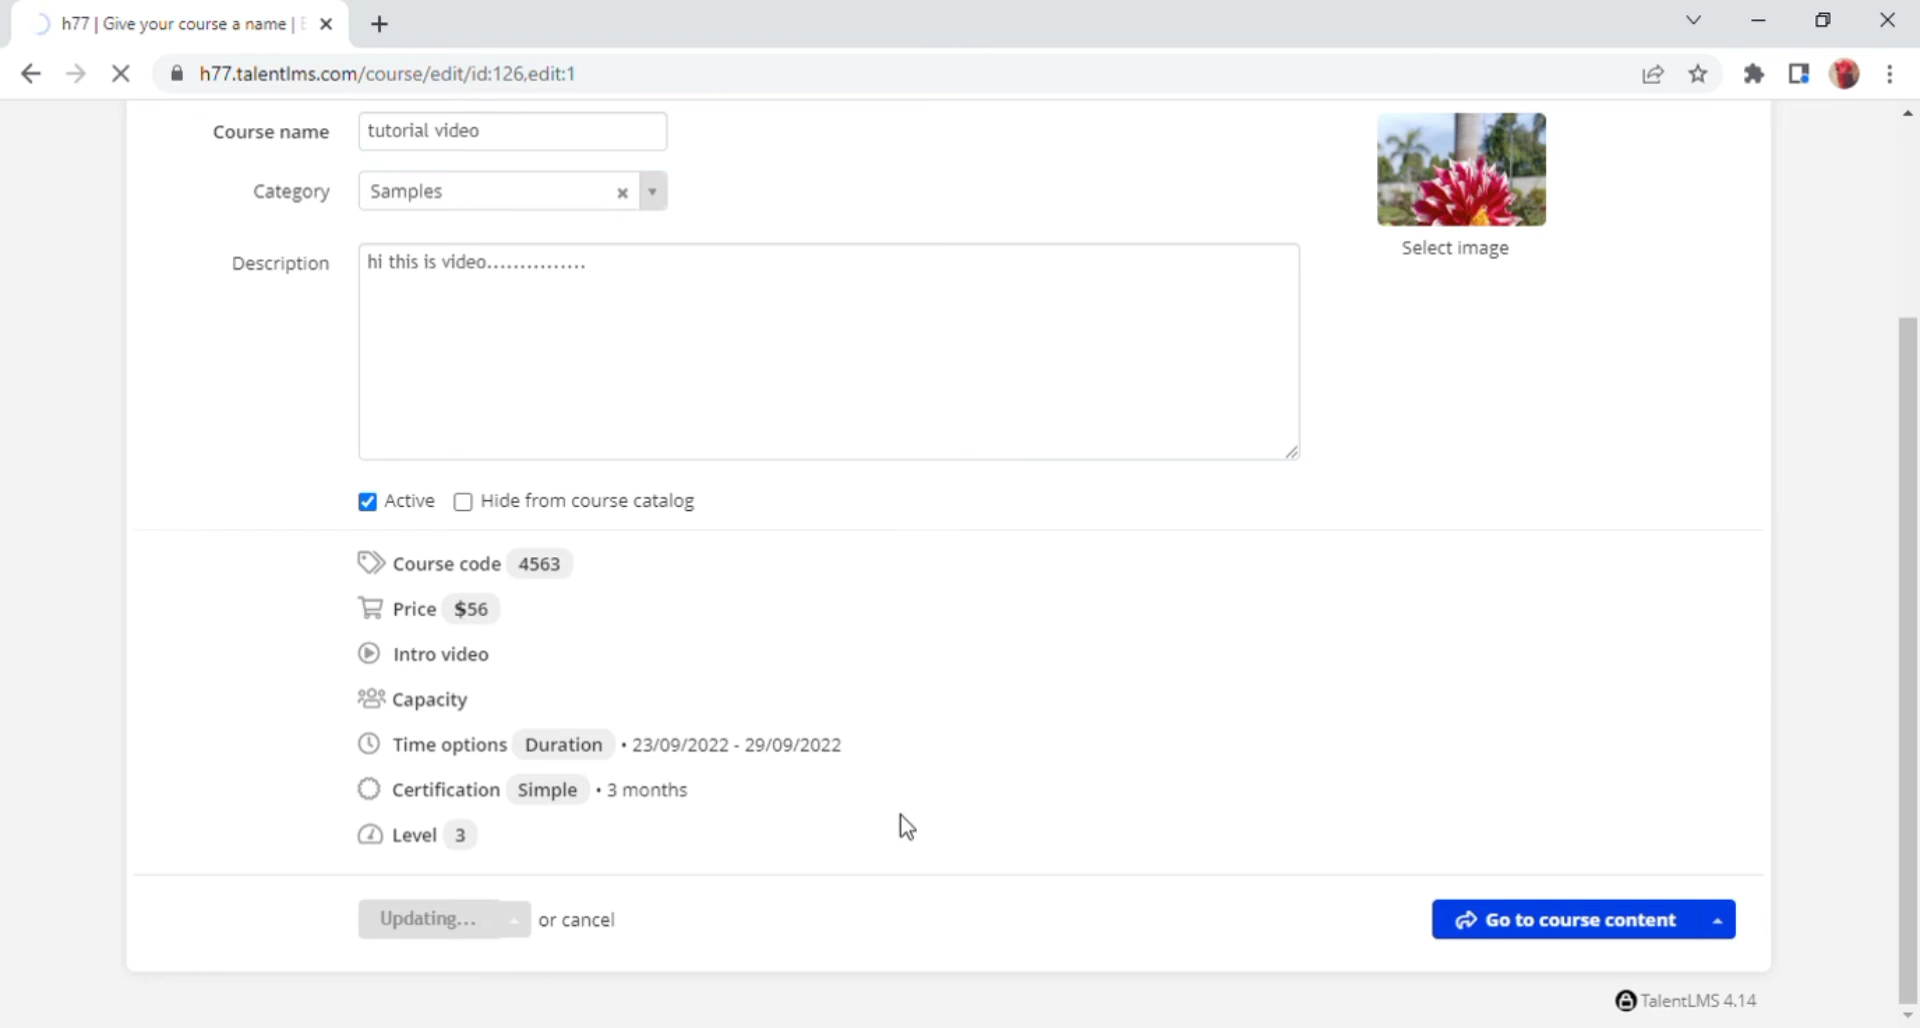 h77 | Give your course a name |
h77.talentlms.com/course/edit/id:126,edit:1
Course name
tutorial video
Category
Samples
Select image
Description
hi this is video...............
Active
Hide from course catalog
Course code 4563
Price $56
Intro video
Capacity
Time options Duration • 23/09/2022 - 29/09/2022
Certification Simple • 3 months
Level 3
Updating... or cancel
Go to course content
TalentLMS 4.14